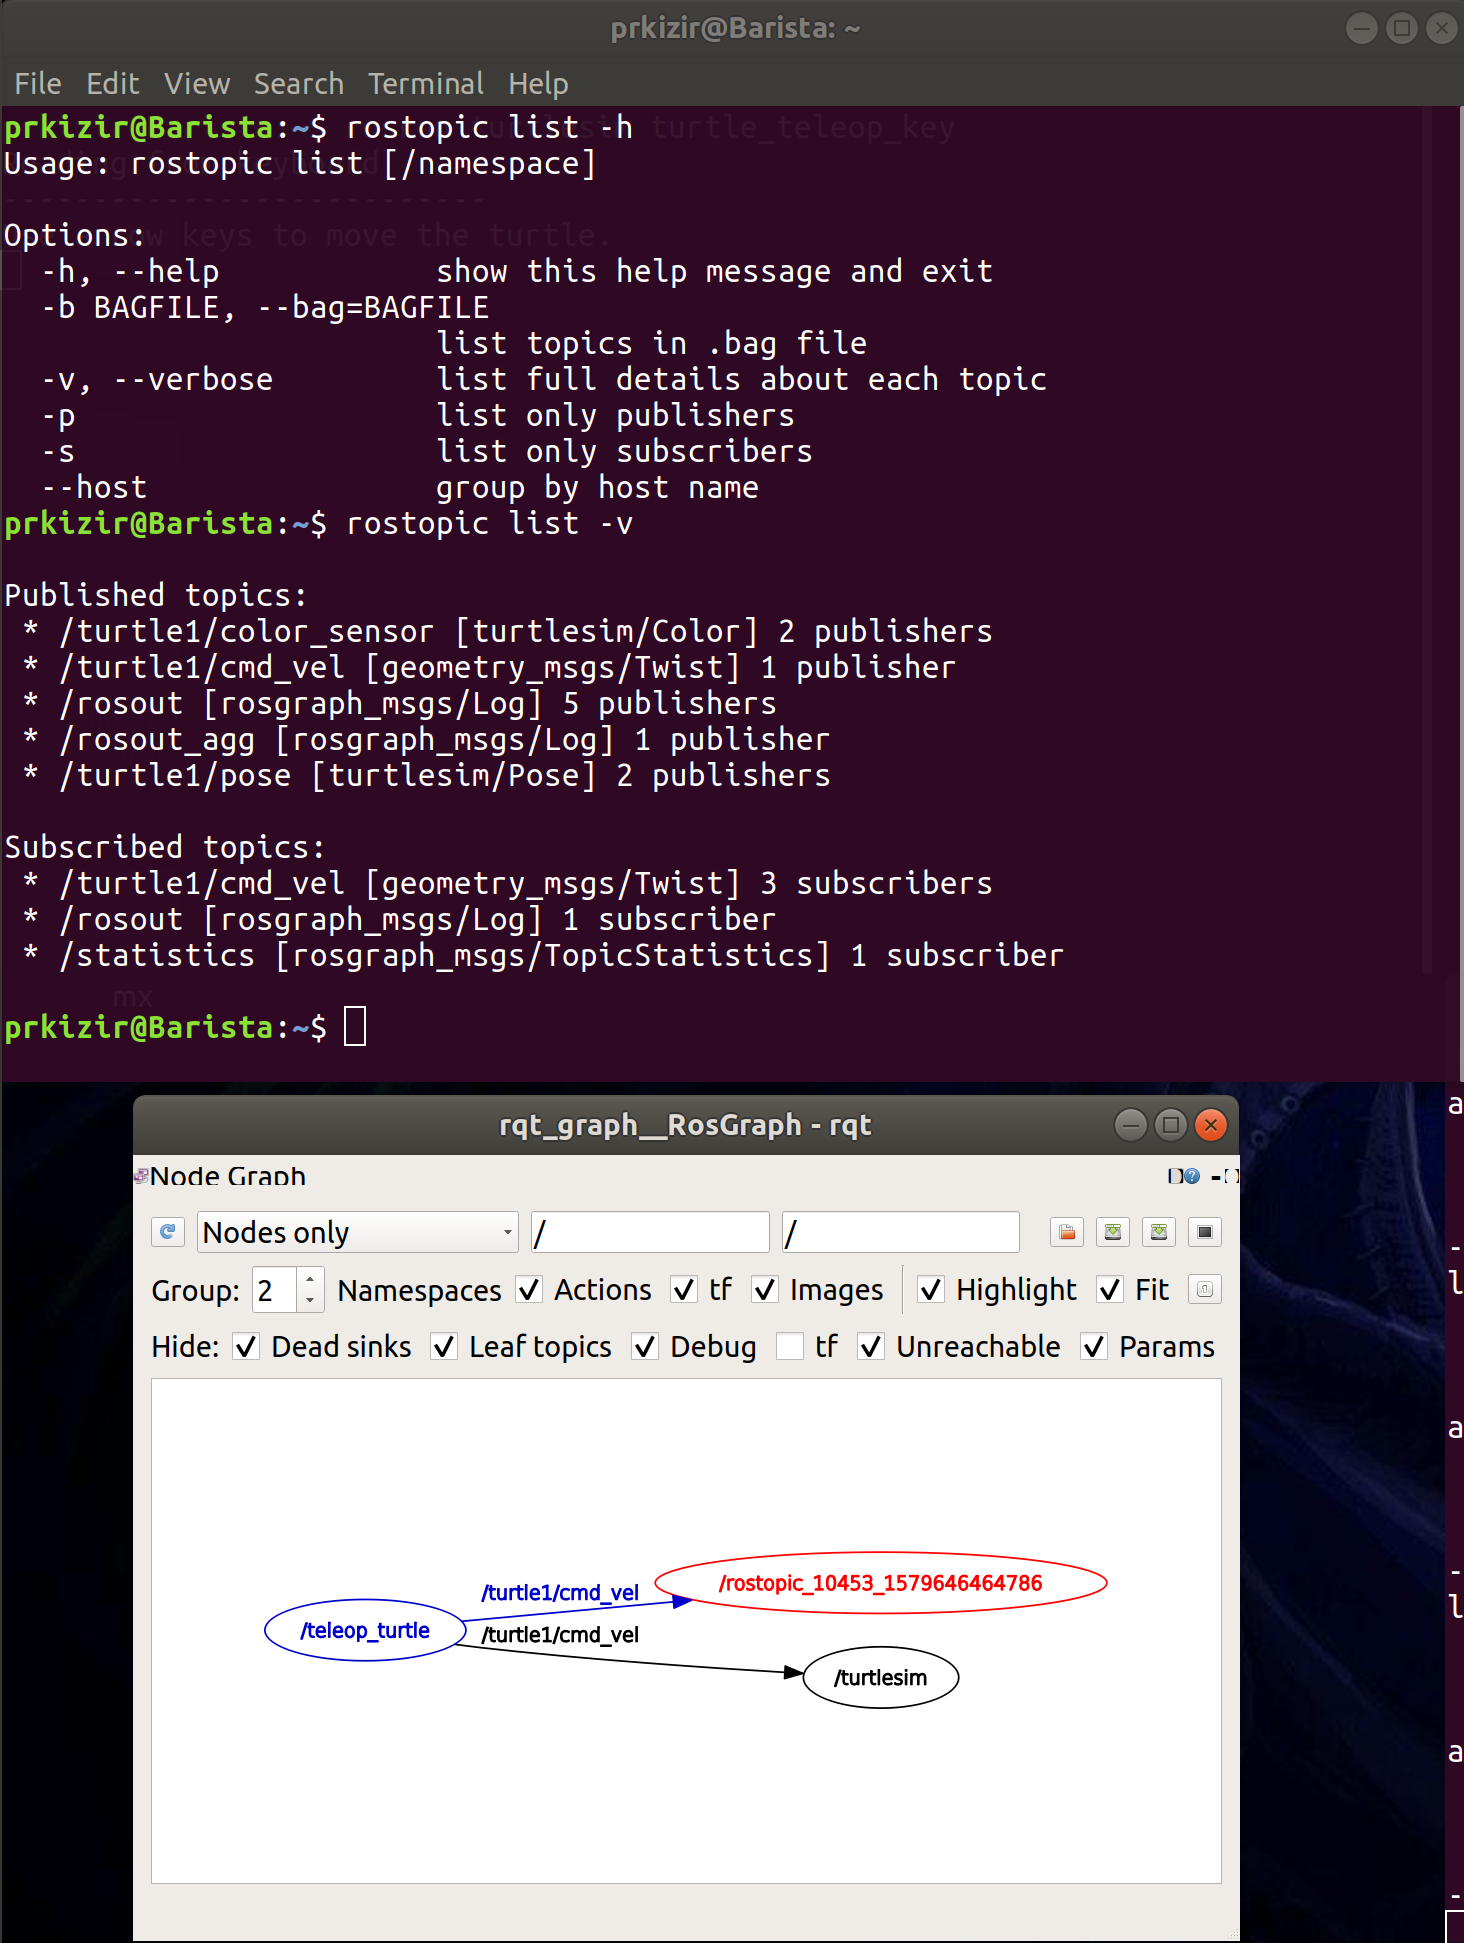 prkizir@Barista: ~
File Edit View Search Terminal Help
prkizir@Barista:~$ rostopic list -h
Usage: rostopic list [/namespace]
Options:
-h, --help show this help message and exit
-b BAGFILE, --bag=BAGFILE
list topics in .bag file
-v, --verbose list full details about each topic
-p list only publishers
-s list only subscribers
--host group by host name
prkizir@Barista:~$ rostopic list -v
Published topics:
* /turtle1/color_sensor [turtlesim/Color] 2 publishers
* /turtle1/cmd_vel [geometry_msgs/Twist] 1 publisher
* /rosout [rosgraph_msgs/Log] 5 publishers
* /rosout_agg [rosgraph_msgs/Log] 1 publisher
* /turtle1/pose [turtlesim/Pose] 2 publishers
Subscribed topics:
* /turtle1/cmd_vel [geometry_msgs/Twist] 3 subscribers
* /rosout [rosgraph_msgs/Log] 1 subscriber
* /statistics [rosgraph_msgs/TopicStatistics] 1 subscriber
prkizir@Barista:~$
rqt_graph__RosGraph - rqt
Node Graph
Nodes only / /
Group: 2 Namespaces Actions tf Images Highlight Fit
Hide: Dead sinks Leaf topics Debug tf Unreachable Params
/turtle1/cmd_vel /rostopic_10453_1579646464786
/teleop_turtle
/turtle1/cmd_vel
/turtlesim